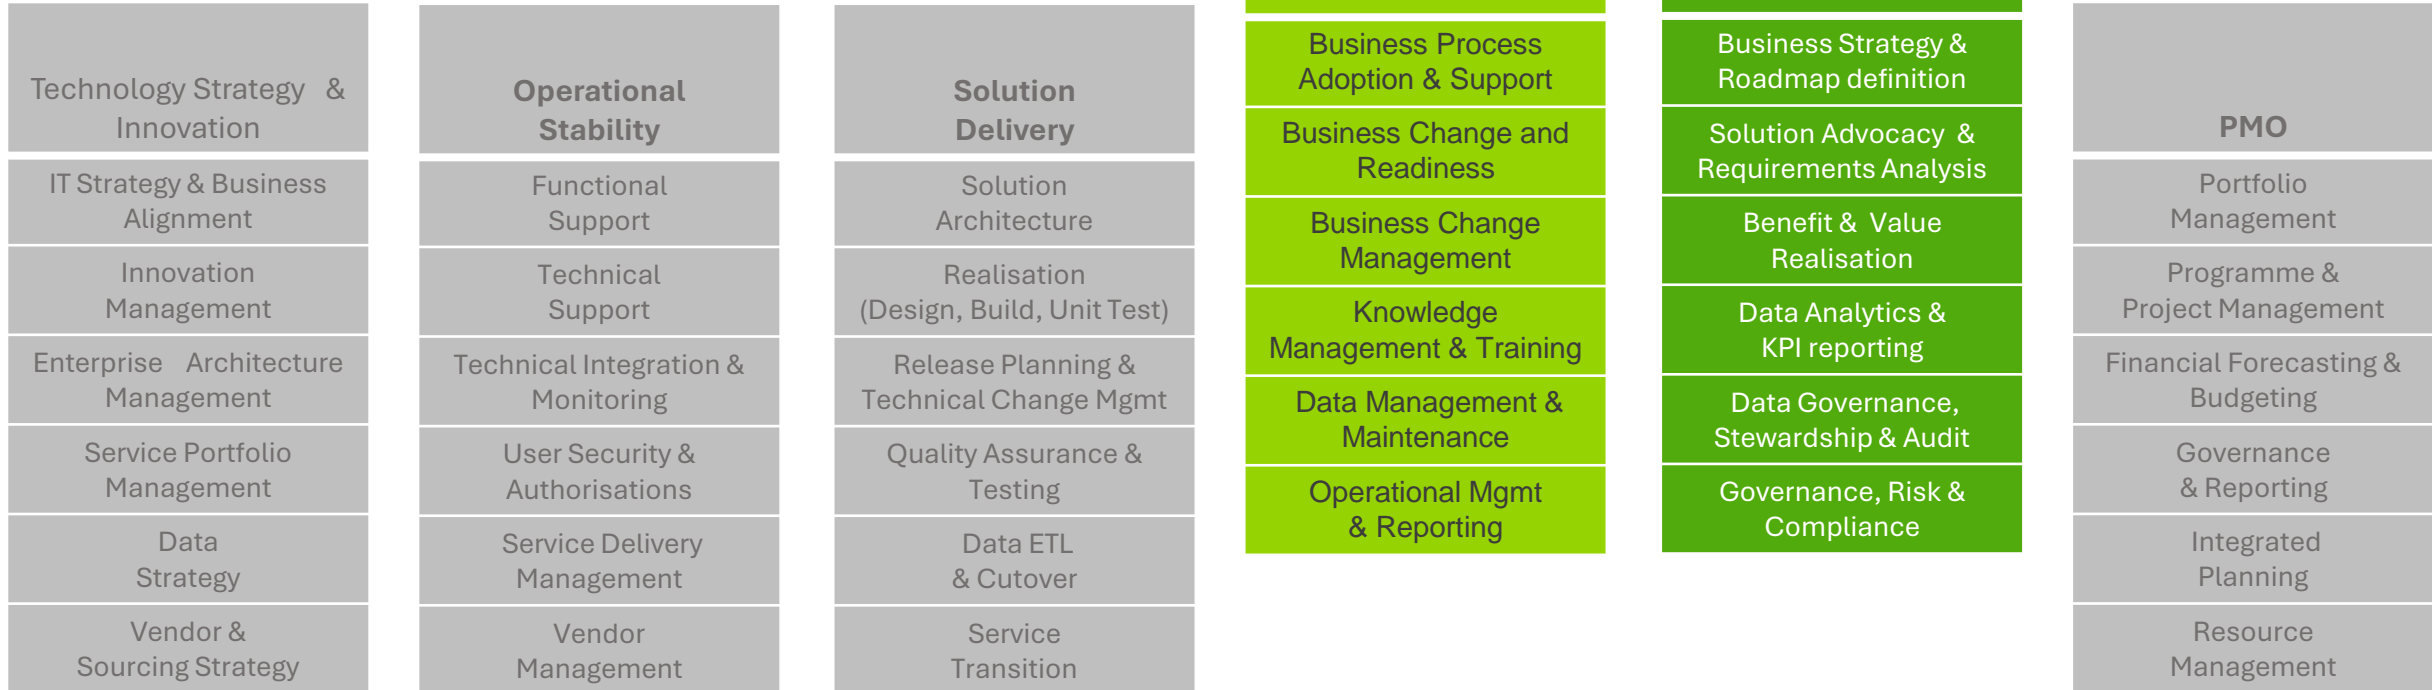 Technology Strategy &
Innovation
IT Strategy & Business
Alignment
Innovation
Management
Enterprise Architecture
Management
Service Portfolio
Management
Data
Strategy
Vendor &
Sourcing Strategy
Operational
Stability
Functional
Support
Technical
Support
Technical Integration &
Monitoring
User Security &
Authorisations
Service Delivery
Management
Vendor
Management
Solution
Delivery
Solution
Architecture
Realisation
(Design, Build, Unit Test)
Release Planning &
Technical Change Mgmt
Quality Assurance &
Testing
Data ETL
& Cutover
Service
Transition
Business Process
Adoption & Support
Business Change and
Readiness
Business Change
Management
Knowledge
Management & Training
Data Management &
Maintenance
Operational Mgmt
& Reporting
Business Strategy &
Roadmap definition
Solution Advocacy &
Requirements Analysis
Benefit & Value
Realisation
Data Analytics &
KPI reporting
Data Governance,
Stewardship & Audit
Governance, Risk &
Compliance
PMO
Portfolio
Management
Programme &
Project Management
Financial Forecasting &
Budgeting
Governance
& Reporting
Integrated
Planning
Resource
Management